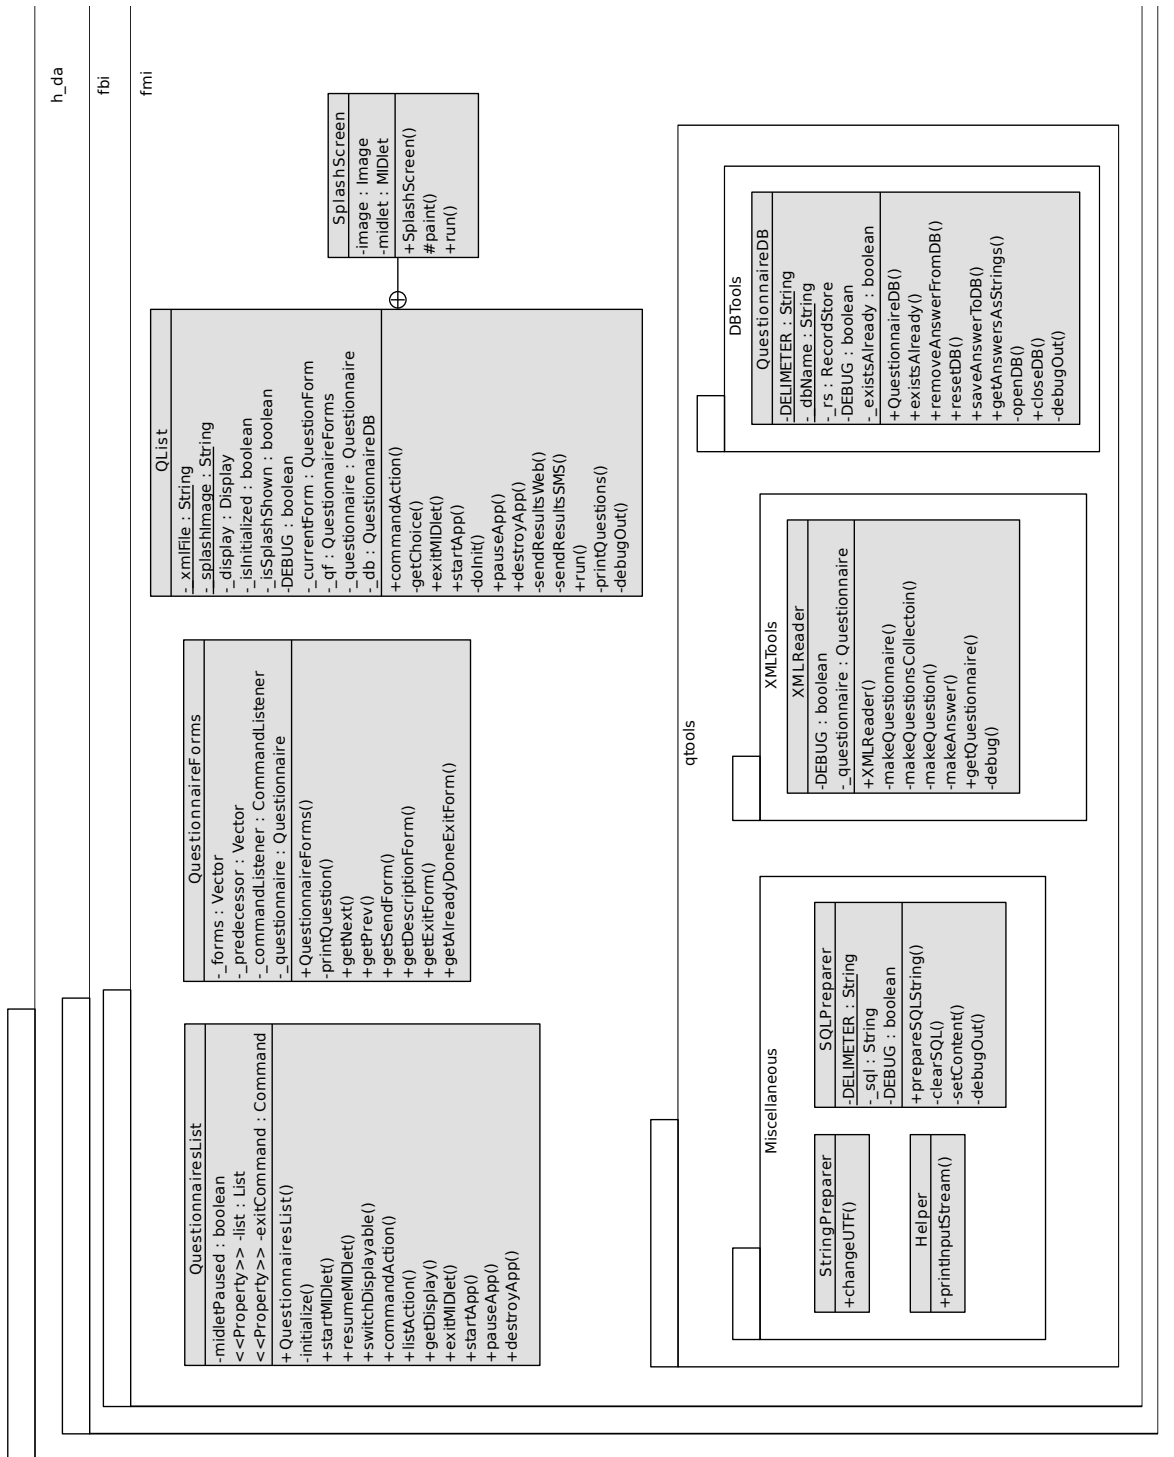 h_da
fbi
fmi
QuestionnairesList
-midletPaused : boolean
<<Property>> -list : List
<<Property>> -exitCommand : Command
+QuestionnairesList()
-initialize()
+startMIDlet()
+resumeMIDlet()
+switchDisplayable()
+commandAction()
+listAction()
+getDisplay()
+exitMIDlet()
+startApp()
+pauseApp()
+destroyApp()
QuestionnaireForms
-_forms : Vector
-_predecessor : Vector
-_commandListener : CommandListener
-_questionnaire : Questionnaire
+QuestionnaireForms()
-printQuestion()
+getNext()
+getPrev()
+getSendForm()
+getDescriptionForm()
+getExitForm()
+getAlreadyDoneExitForm()
QList
-_xmlFile : String
-_splashImage : String
-_display : Display
-_isInitialized : boolean
-_isSplashShown : boolean
-DEBUG : boolean
-_currentForm : QuestionForm
-_qf : QuestionnaireForms
-_questionnaire : Questionnaire
-_db : QuestionnaireDB
+commandAction()
-getChoice()
+exitMIDlet()
+startApp()
-doInit()
+pauseApp()
+destroyApp()
-sendResultsWeb()
-sendResultsSMS()
+run()
-printQuestions()
-debugOut()
SplashScreen
-image : Image
-midlet : MIDlet
+SplashScreen()
#paint()
+run()
qtools
Miscellaneous
StringPreparer
+changeUTF()
Helper
+printInputStream()
SQLPreparer
-DELIMETER : String
-_sql : String
-DEBUG : boolean
+prepareSQLString()
-clearSQL()
-setContent()
-debugOut()
XMLTools
XMLReader
-DEBUG : boolean
-_questionnaire : Questionnaire
+XMLReader()
-makeQuestionnaire()
-makeQuestionsCollectoin()
-makeQuestion()
-makeAnswer()
+getQuestionnaire()
-debug()
DBTools
QuestionnaireDB
-DELIMETER : String
-_dbName : String
-_rs : RecordStore
-DEBUG : boolean
-_existsAlready : boolean
+QuestionnaireDB()
+existsAlready()
+removeAnswerFromDB()
+resetDB()
+saveAnswerToDB()
+getAnswersAsStrings()
-openDB()
+closeDB()
-debugOut()